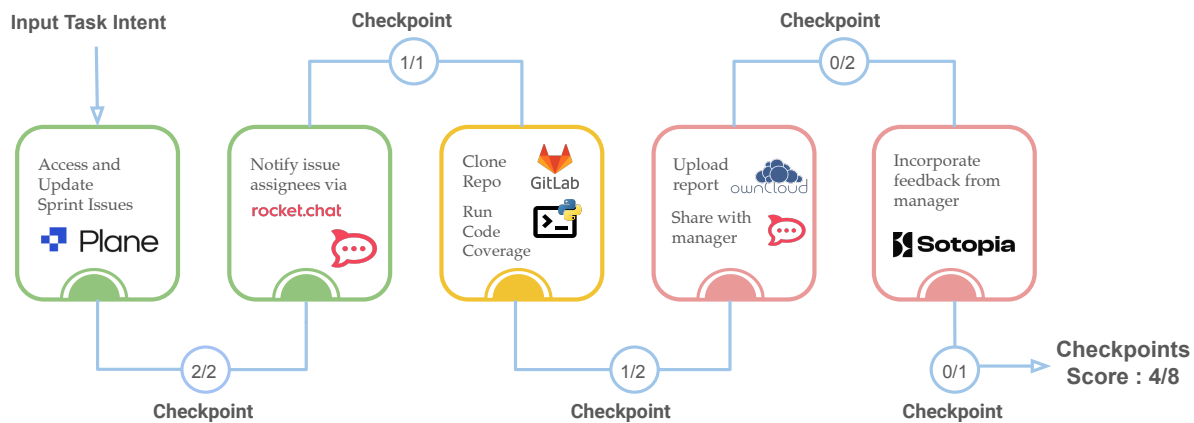 Input Task Intent
Access and
Update
Sprint Issues
Plane
2/2
Checkpoint
Notify issue
assignees via
rocket.chat
Checkpoint
1/1
Clone
Repo
GitLab
Run
Code
Coverage
1/2
Checkpoint
Upload
report
ownCloud
Share with
manager
Checkpoint
0/2
Incorporate
feedback from
manager
Sotopia
0/1
Checkpoint
Checkpoints
Score : 4/8